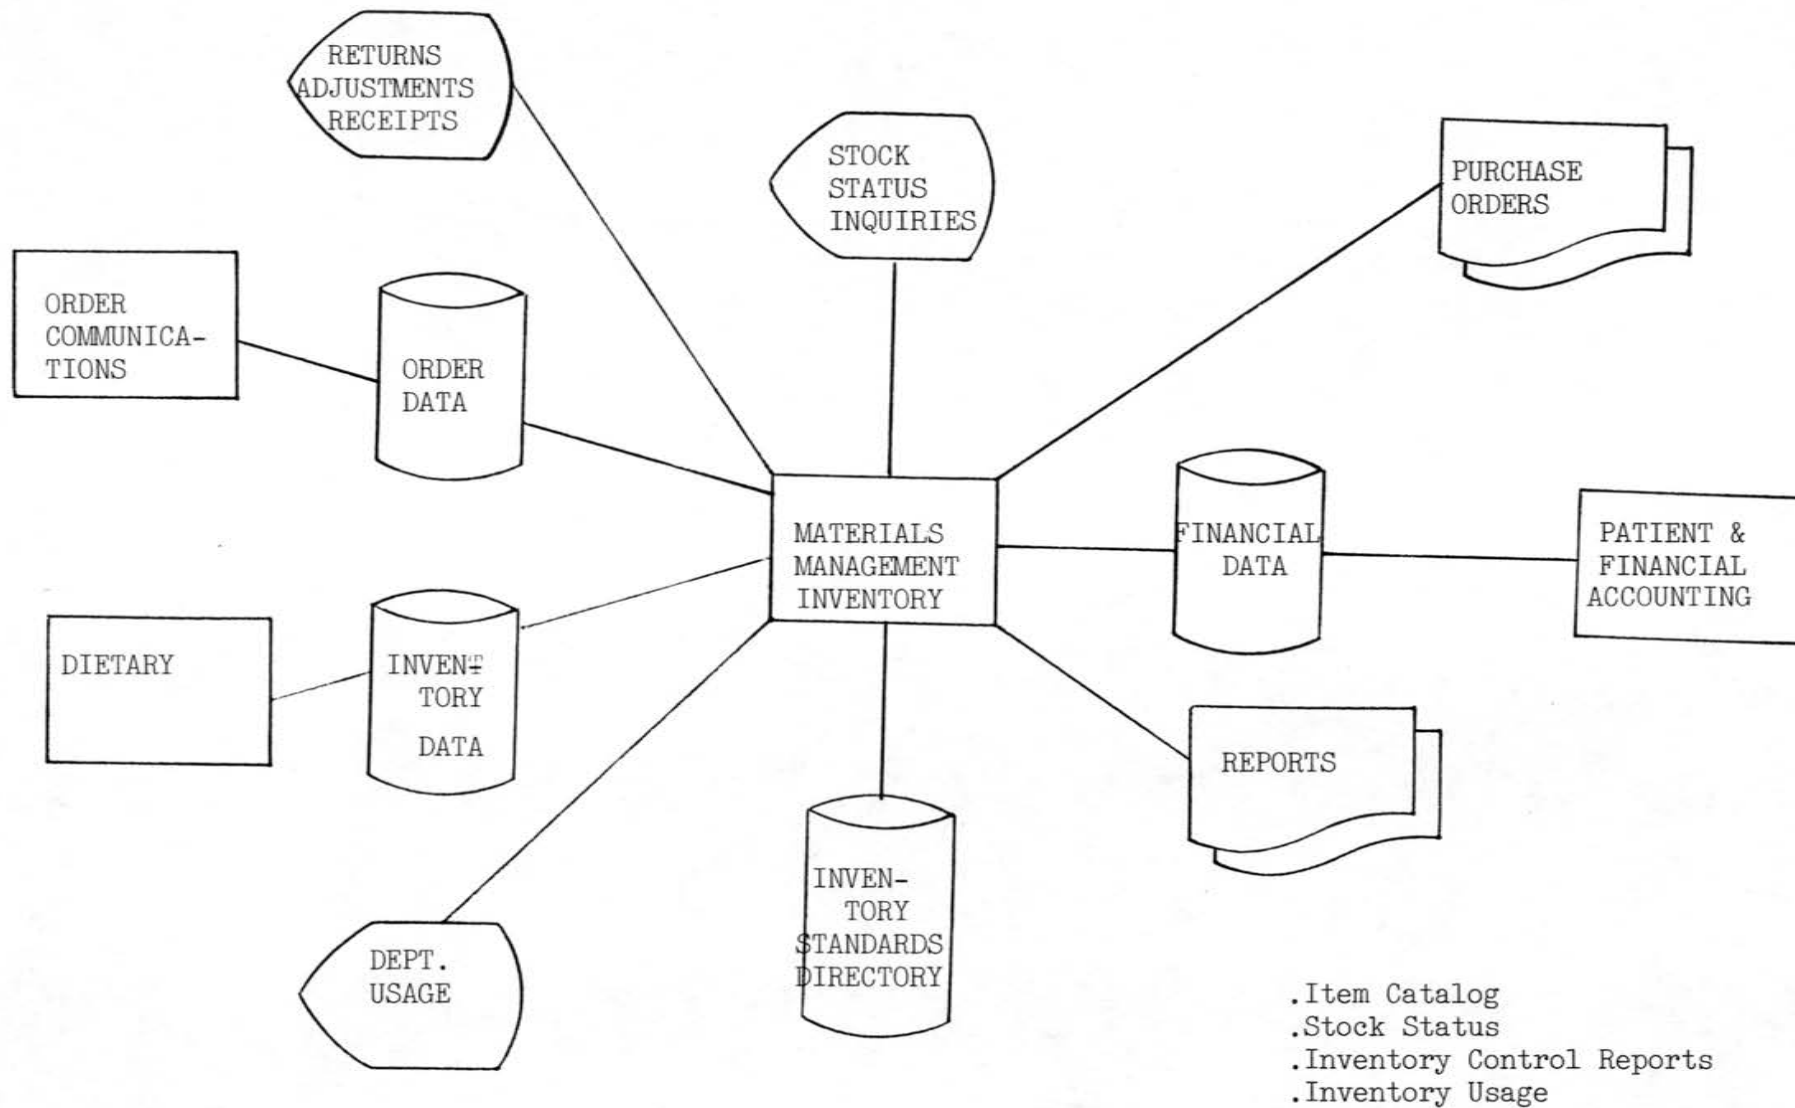 RETURNS
ADJUSTMENTS
RECEIPTS
STOCK
STATUS
INQUIRIES
PURCHASE
ORDERS
ORDER
COMMUNICA-
TIONS
ORDER
DATA
MATERIALS
MANAGEMENT
INVENTORY
FINANCIAL
DATA
PATIENT &
FINANCIAL
ACCOUNTING
DIETARY
INVEN-
TORY
DATA
REPORTS
INVEN-
TORY
STANDARDS
DIRECTORY
DEPT.
USAGE
.Item Catalog
.Stock Status
.Inventory Control Reports
.Inventory Usage